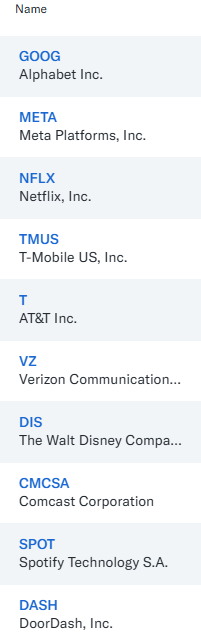 Name
GOOG
Alphabet Inc.
META
Meta Platforms, Inc.
NFLX
Netflix, Inc.
TMUS
T-Mobile US, Inc.
T
AT&T Inc.
VZ
Verizon Communication...
DIS
The Walt Disney Compa...
CMCSA
Comcast Corporation
SPOT
Spotify Technology S.A.
DASH
DoorDash, Inc.